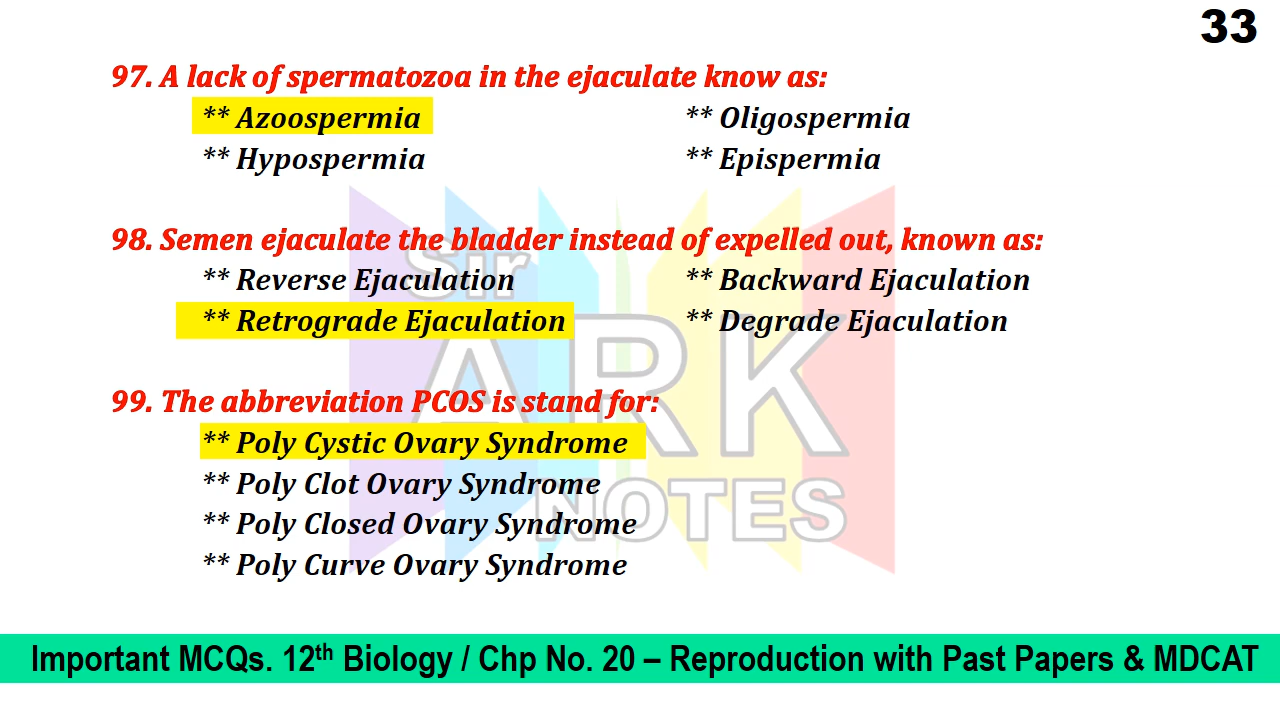 33
97. A lack of spermatozoa in the ejaculate know as:
** Azoospermia ** Oligospermia
** Hypospermia ** Epispermia
98. Semen ejaculate the bladder instead of expelled out, known as:
** Reverse Ejaculation ** Backward Ejaculation
** Retrograde Ejaculation ** Degrade Ejaculation
99. The abbreviation PCOS is stand for:
** Poly Cystic Ovary Syndrome
** Poly Clot Ovary Syndrome
** Poly Closed Ovary Syndrome
** Poly Curve Ovary Syndrome
Sir
ARK
NOTES
Important MCQs. 12th Biology / Chp No. 20 – Reproduction with Past Papers & MDCAT